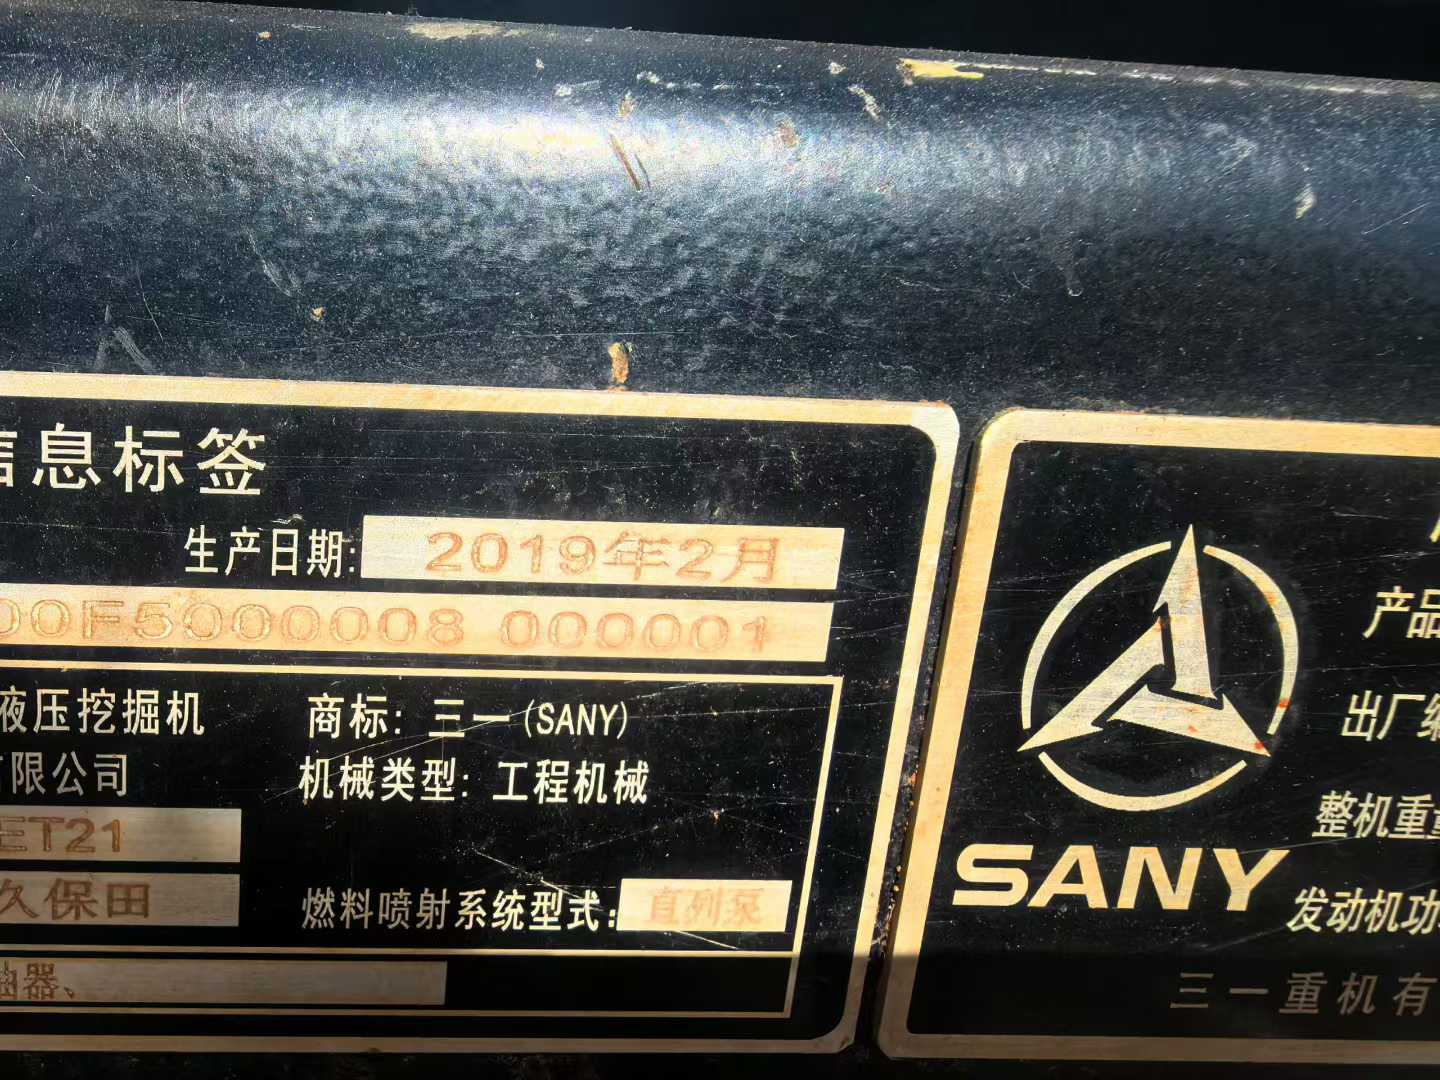 信息标签
生产日期: 2019年2月
00F5000008 000001
液压挖掘机 商标: 三一(SANY)
有限公司 机械类型: 工程机械
ET21
久保田 燃料喷射系统型式: 直列泵
油器、
产品
出厂编
整机重量
SANY
发动机功
三一重机有